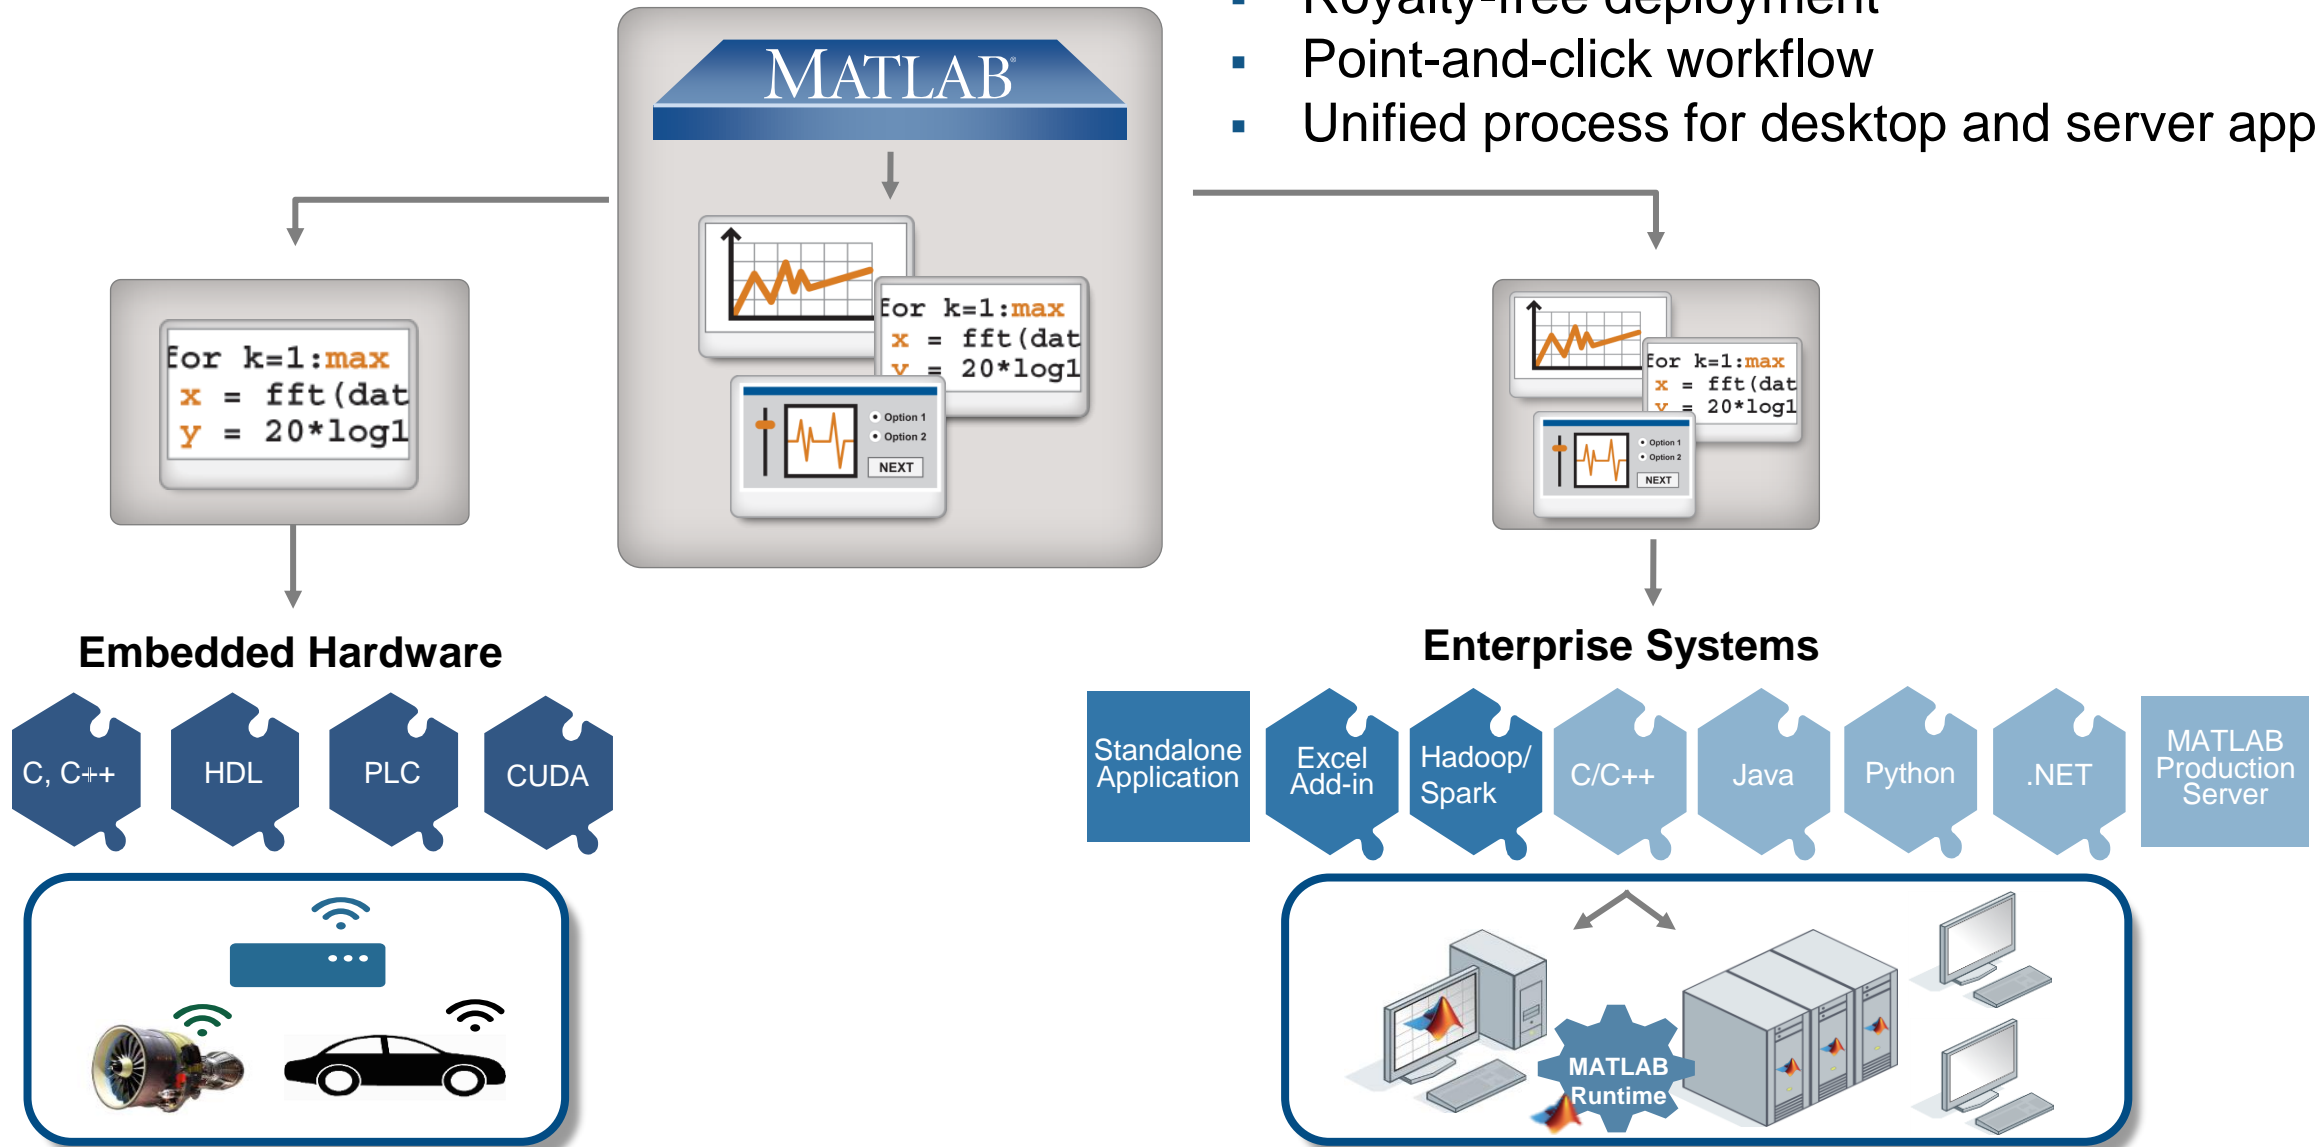 Royalty-free deployment
Point-and-click workflow
Unified process for desktop and server app
MATLAB®
for k=1:max
x = fft(dat
y = 20*log1
for k=1:max
x = fft(dat
y = 20*log1
Option 1
Option 2
NEXT
for k=1:max
x = fft(dat
y = 20*log1
Option 1
Option 2
NEXT
Embedded Hardware
C, C++
HDL
PLC
CUDA
Enterprise Systems
Standalone
Application
Excel
Add-in
Hadoop/
Spark
C/C++
Java
Python
.NET
MATLAB
Production
Server
MATLAB
Runtime